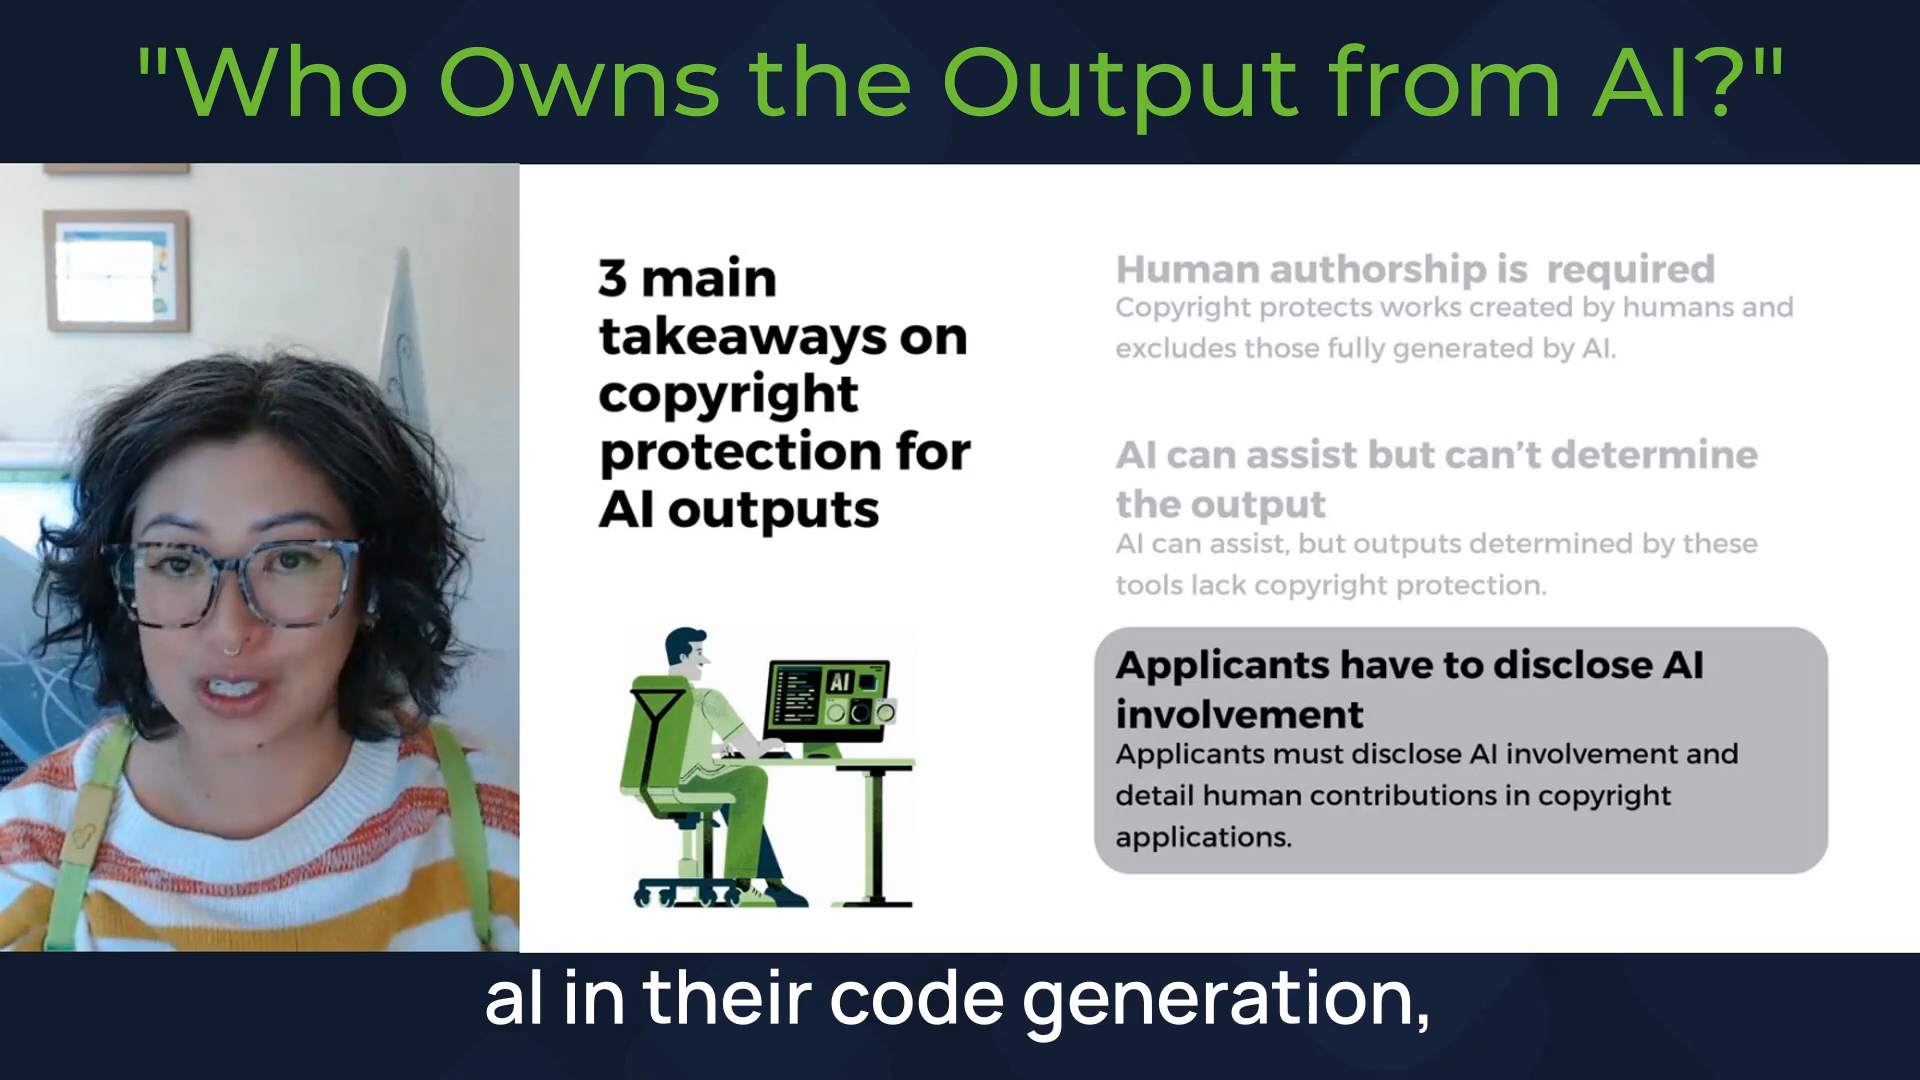 "Who Owns the Output from AI?"
3 main
takeaways on
copyright
protection for
AI outputs
Human authorship is required
Copyright protects works created by humans and
excludes those fully generated by AI.
AI can assist but can’t determine
the output
AI can assist, but outputs determined by these
tools lack copyright protection.
AI
Applicants have to disclose AI
involvement
Applicants must disclose AI involvement and
detail human contributions in copyright
applications.
aI in their code generation,